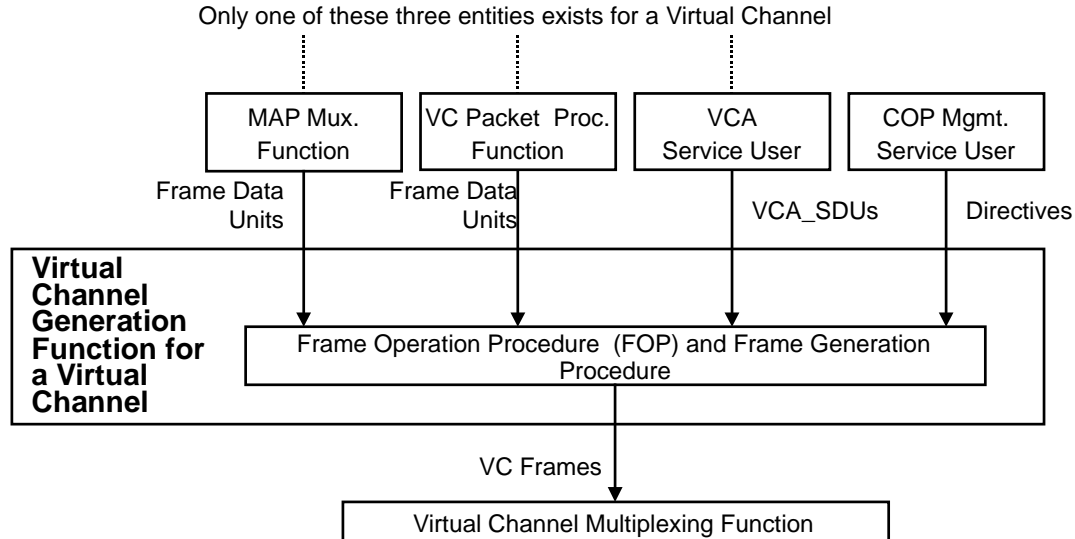 Only one of these three entities exists for a Virtual Channel
MAP Mux.
Function
VC Packet Proc.
Function
VCA
Service User
COP Mgmt.
Service User
Frame Data
Units
Frame Data
Units
VCA_SDUs
Directives
Virtual
Channel
Generation
Function for
a Virtual
Channel
Frame Operation Procedure (FOP) and Frame Generation
Procedure
VC Frames
Virtual Channel Multiplexing Function